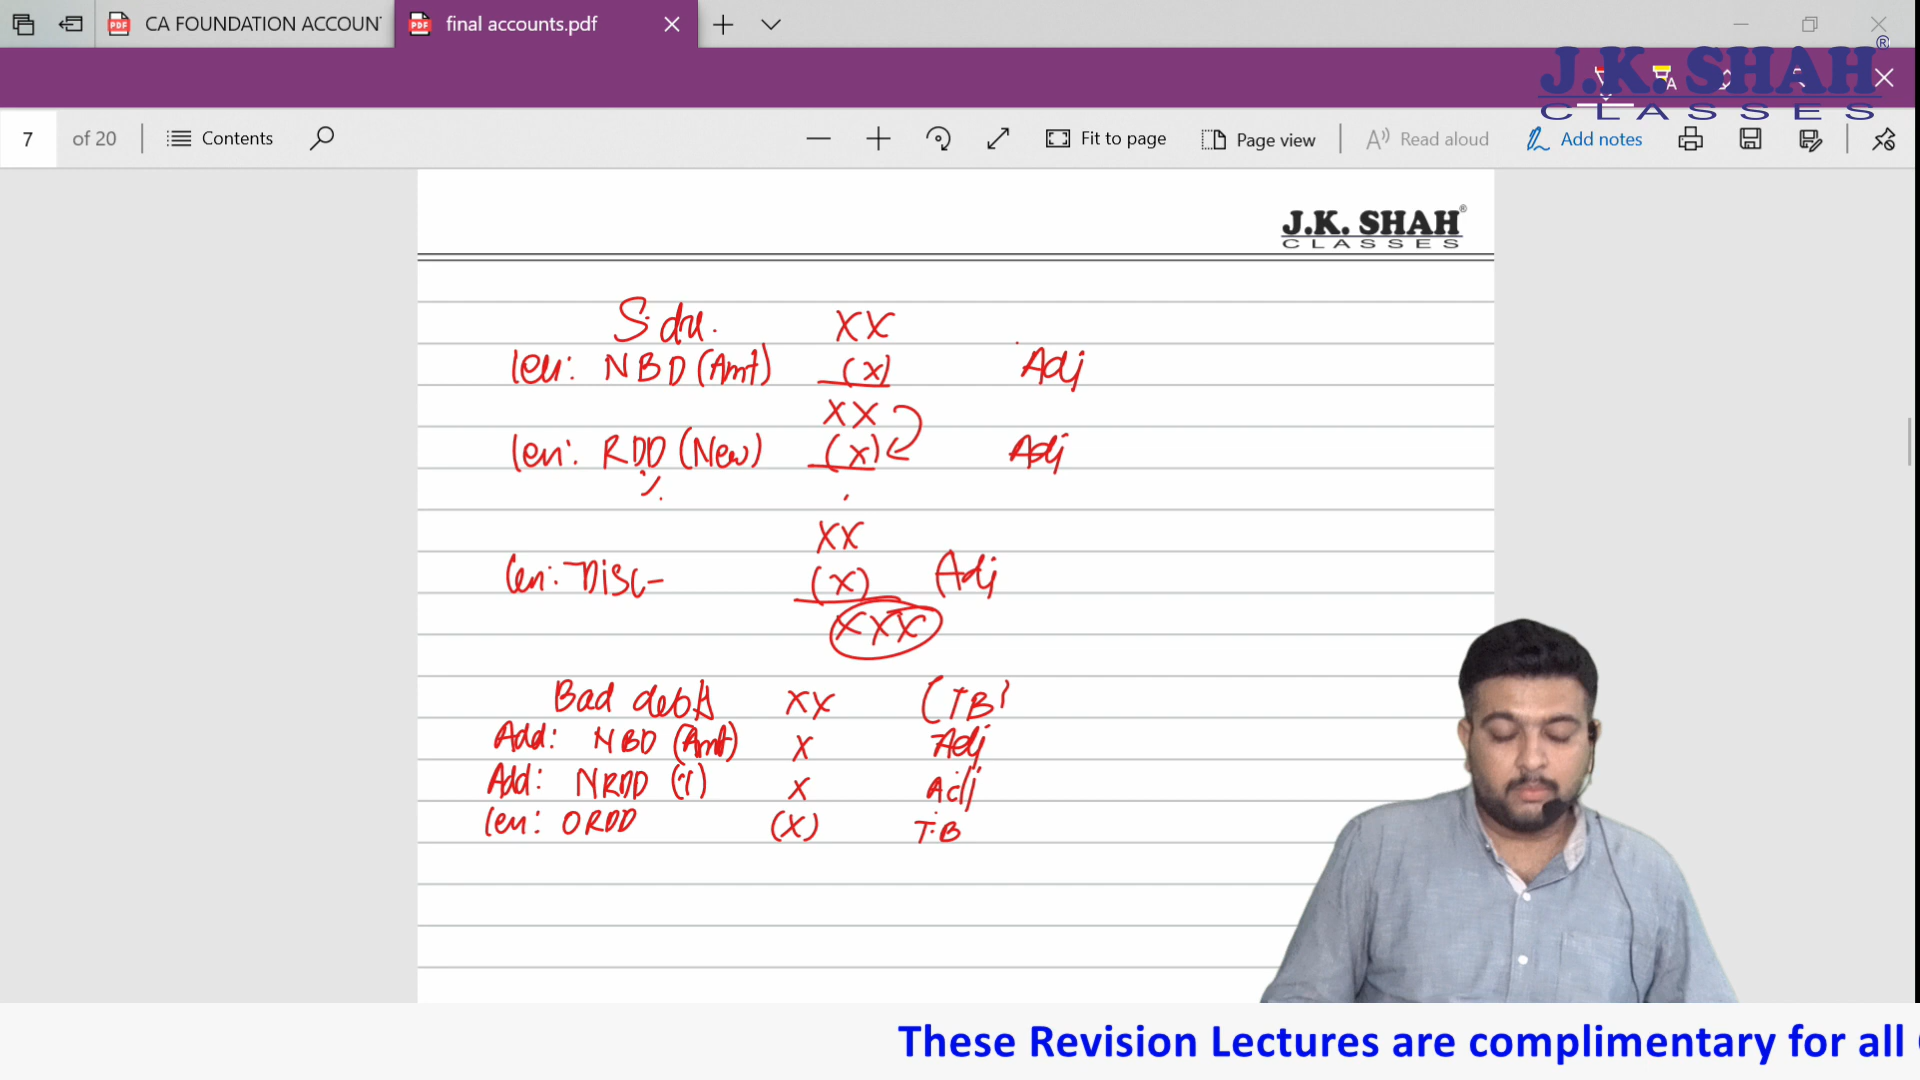 CA FOUNDATION ACCOUN
final accounts.pdf
J.K. SHAH®
CLASSES
7 of 20 Contents Fit to page Page view Read aloud Add notes
J.K. SHAH®
CLASSES
S. dr. XX
Less: NBD (Amt) (X) Adj
XX
Less: RDD (New) (X) Adj
%
XX
Less: Disc (X) Adj
XXX
Bad debts XX (TB)
Add: NBD (Amt) X Adj
Add: NRDD (%) X Adj
Less: ORDD (X) T.B
These Revision Lectures are complimentary for all